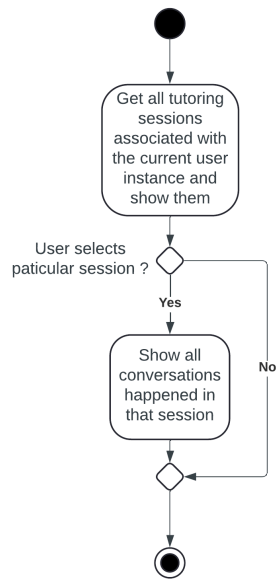 Get all tutoring
sessions
associated with
the current user
instance and
show them
User selects
paticular session ?
Yes
Show all
conversations
happened in
that session
No